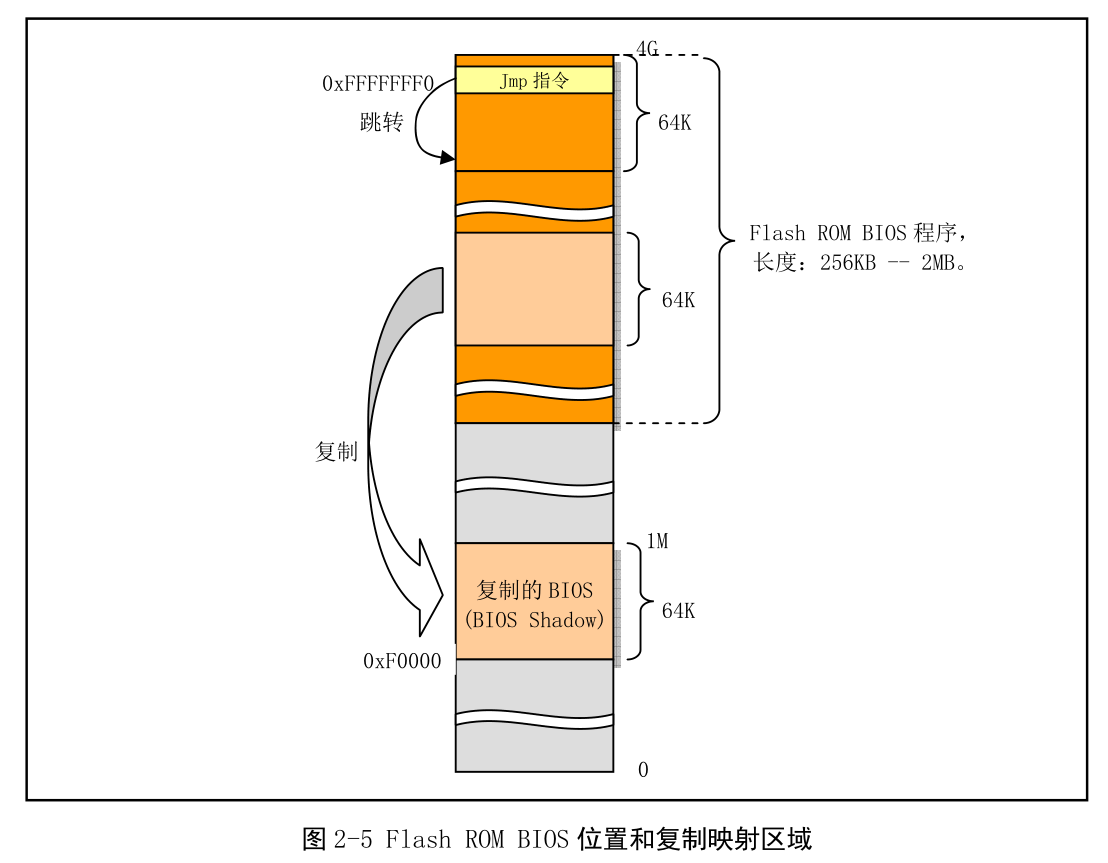 4G
0xFFFFFFF0
Jmp 指令
跳转
64K
Flash ROM BIOS 程序，
长度：256KB -- 2MB。
64K
复制
1M
复制的 BIOS
(BIOS Shadow)
64K
0xF0000
0
图 2-5 Flash ROM BIOS 位置和复制映射区域